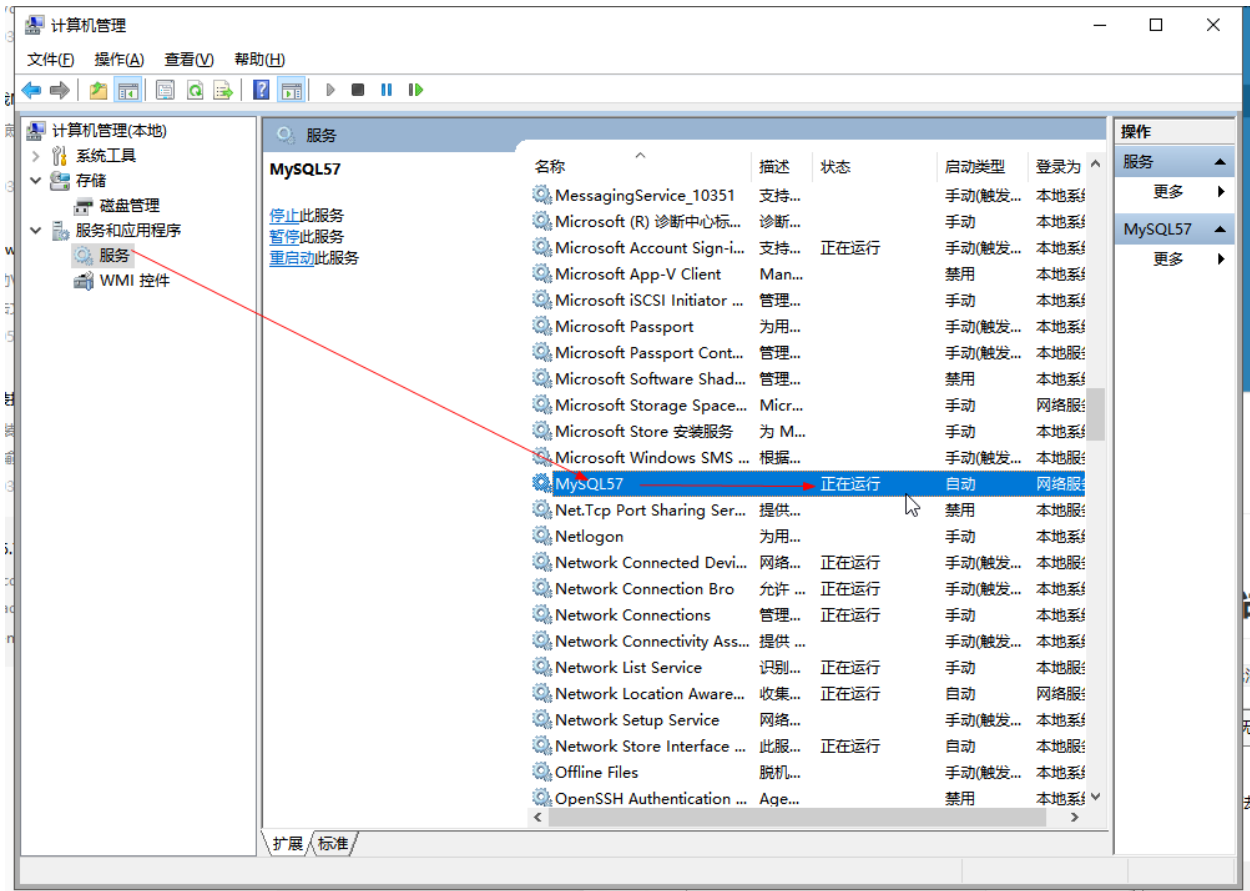 计算机管理
文件(F) 操作(A) 查看(V) 帮助(H)
计算机管理(本地)
系统工具
存储
磁盘管理
服务和应用程序
服务
WMI 控件
服务
MySQL57
停止此服务
暂停此服务
重启动此服务
名称 描述 状态 启动类型 登录为
MessagingService_10351 支持... 手动(触发... 本地系
Microsoft (R) 诊断中心标... 诊断... 手动 本地系
Microsoft Account Sign-i... 支持... 正在运行 手动(触发... 本地系
Microsoft App-V Client Man... 禁用 本地系
Microsoft iSCSI Initiator ... 管理... 手动 本地系
Microsoft Passport 为用... 手动(触发... 本地系
Microsoft Passport Cont... 管理... 手动(触发... 本地服
Microsoft Software Shad... 管理... 禁用 本地系
Microsoft Storage Space... Micr... 手动 网络服
Microsoft Store 安装服务 为 M... 手动 本地系
Microsoft Windows SMS ... 根据... 手动(触发... 本地服
MySQL57 正在运行 自动 网络服
Net.Tcp Port Sharing Ser... 提供... 禁用 本地服
Netlogon 为用... 手动 本地系
Network Connected Devi... 网络... 正在运行 手动(触发... 本地服
Network Connection Bro 允许 ... 正在运行 手动(触发... 本地系
Network Connections 管理... 正在运行 手动 本地系
Network Connectivity Ass... 提供 ... 手动(触发... 本地系
Network List Service 识别... 正在运行 手动 本地服
Network Location Aware... 收集... 正在运行 自动 网络服
Network Setup Service 网络... 手动(触发... 本地系
Network Store Interface ... 此服... 正在运行 自动 本地服
Offline Files 脱机... 手动(触发... 本地系
OpenSSH Authentication ... Age... 禁用 本地系
扩展 标准
操作
服务
更多
MySQL57
更多